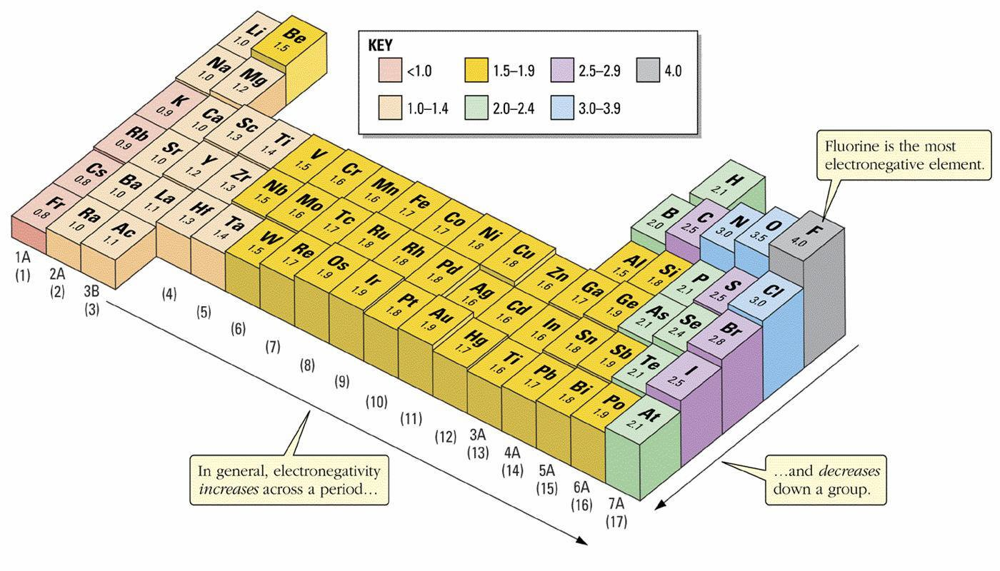 KEY
<1.0
1.5–1.9
2.5–2.9
4.0
1.0–1.4
2.0–2.4
3.0–3.9
Li
1.0
Be
1.5
Na
1.0
Mg
1.2
K
0.9
Ca
1.0
Sc
1.3
Ti
1.4
V
1.5
Cr
1.6
Mn
1.6
Fe
1.7
Co
1.7
Ni
1.8
Cu
1.8
Zn
1.6
Ga
1.7
Ge
1.9
As
2.1
Se
2.4
Br
2.8
Rb
0.9
Sr
1.0
Y
1.2
Zr
1.3
Nb
1.5
Mo
1.6
Tc
1.7
Ru
1.8
Rh
1.8
Pd
1.8
Ag
1.6
Cd
1.6
In
1.6
Sn
1.8
Sb
1.9
Te
2.1
I
2.5
Cs
0.8
Ba
1.0
La
1.1
Hf
1.3
Ta
1.4
W
1.5
Re
1.7
Os
1.9
Ir
1.9
Pt
1.8
Au
1.9
Hg
1.7
Ti
1.6
Pb
1.7
Bi
1.8
Po
1.9
At
2.1
Fr
0.8
Ra
1.0
Ac
1.1
H
2.1
B
2.0
C
2.5
N
3.0
O
3.5
F
4.0
Al
1.5
Si
1.8
P
2.1
S
2.5
Cl
3.0
Fluorine is the most
electronegative element.
1A
(1)
2A
(2)
3B
(3)
(4)
(5)
(6)
(7)
(8)
(9)
(10)
(11)
(12)
3A
(13)
4A
(14)
5A
(15)
6A
(16)
7A
(17)
In general, electronegativity
increases across a period…
…and decreases
down a group.